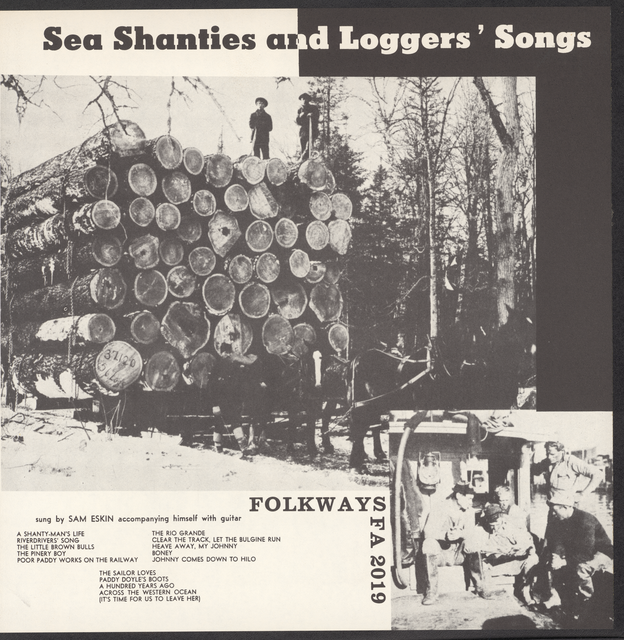 Sea Shanties and Loggers' Songs
37120
FOLKWAYS
FA 2019
sung by SAM ESKIN accompanying himself with guitar
A SHANTY-MAN'S LIFE
RIVERDRIVERS' SONG
THE LITTLE BROWN BULLS
THE PINERY BOY
POOR PADDY WORKS ON THE RAILWAY
THE RIO GRANDE
CLEAR THE TRACK, LET THE BULGINE RUN
HEAVE AWAY, MY JOHNNY
BONEY
JOHNNY COMES DOWN TO HILO
THE SAILOR LOVES
PADDY DOYLE'S BOOTS
A HUNDRED YEARS AGO
ACROSS THE WESTERN OCEAN
(IT'S TIME FOR US TO LEAVE HER)